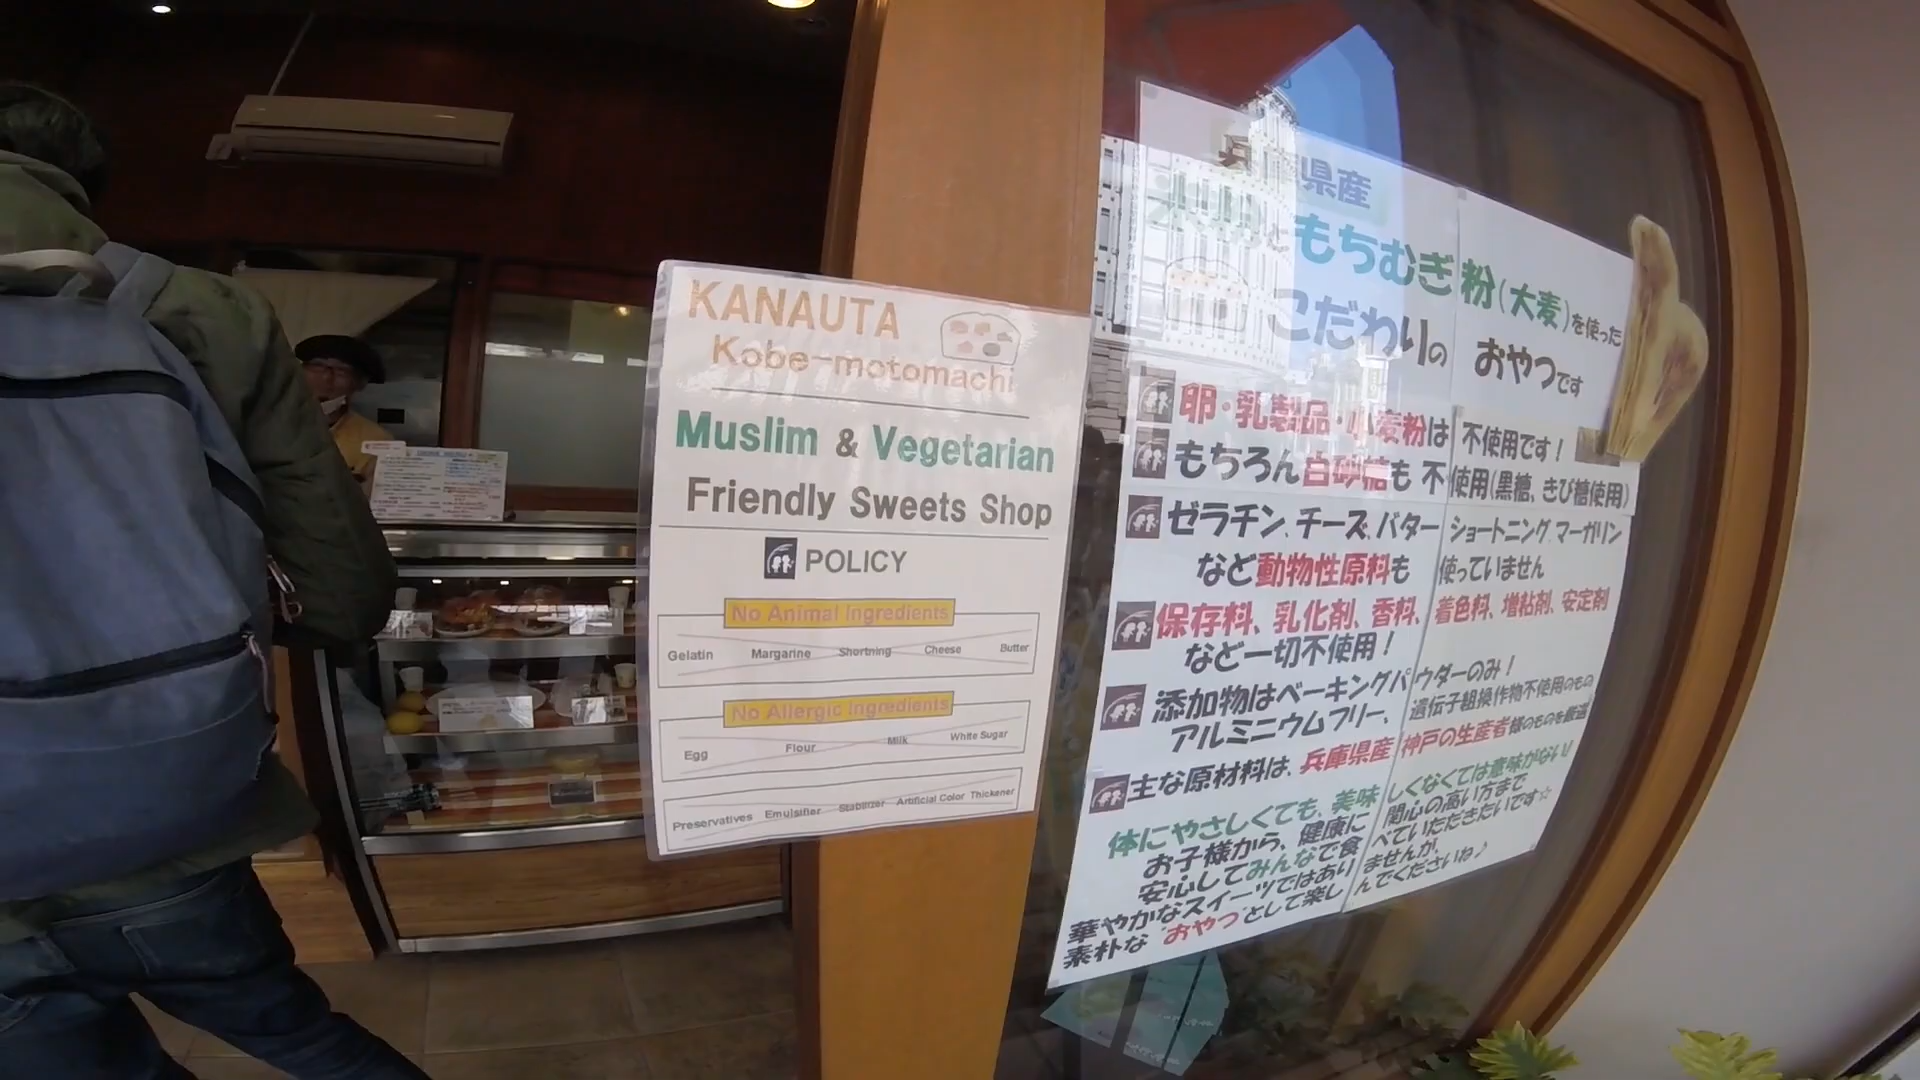 KANAUTA
Kobe-motomachi
Muslim & Vegetarian
Friendly Sweets Shop
POLICY
No Animal Ingredients
Gelatin Margarine Shortning Cheese Butter
No Allergic Ingredients
Egg Flour Milk White Sugar
Preservatives Emulsifier Stabilizer Artificial Color Thickener
兵庫県産
米粉ともちむぎ粉(大麦)を使った
こだわりの おやつです
卵・乳製品・小麦粉は 不使用です!
もちろん白砂糖も 不使用(黒糖、きび糖使用)
ゼラチン、チーズ、バター ショートニング、マーガリン
など動物性原料も 使っていません
保存料、乳化剤、香料、着色料、増粘剤、安定剤
など一切不使用!
添加物はベーキングパウダーのみ!
アルミニウムフリー、遺伝子組換作物不使用のもの
主な原材料は、兵庫県産 神戸の生産者様のものを厳選
体にやさしくても、美味しくなくては意味がない!
お子様から、健康に関心の高い方まで
安心してみんなで食べていただきたいです☆
華やかなスイーツではありませんが、
素朴な"おやつ"として楽しんでくださいね♪